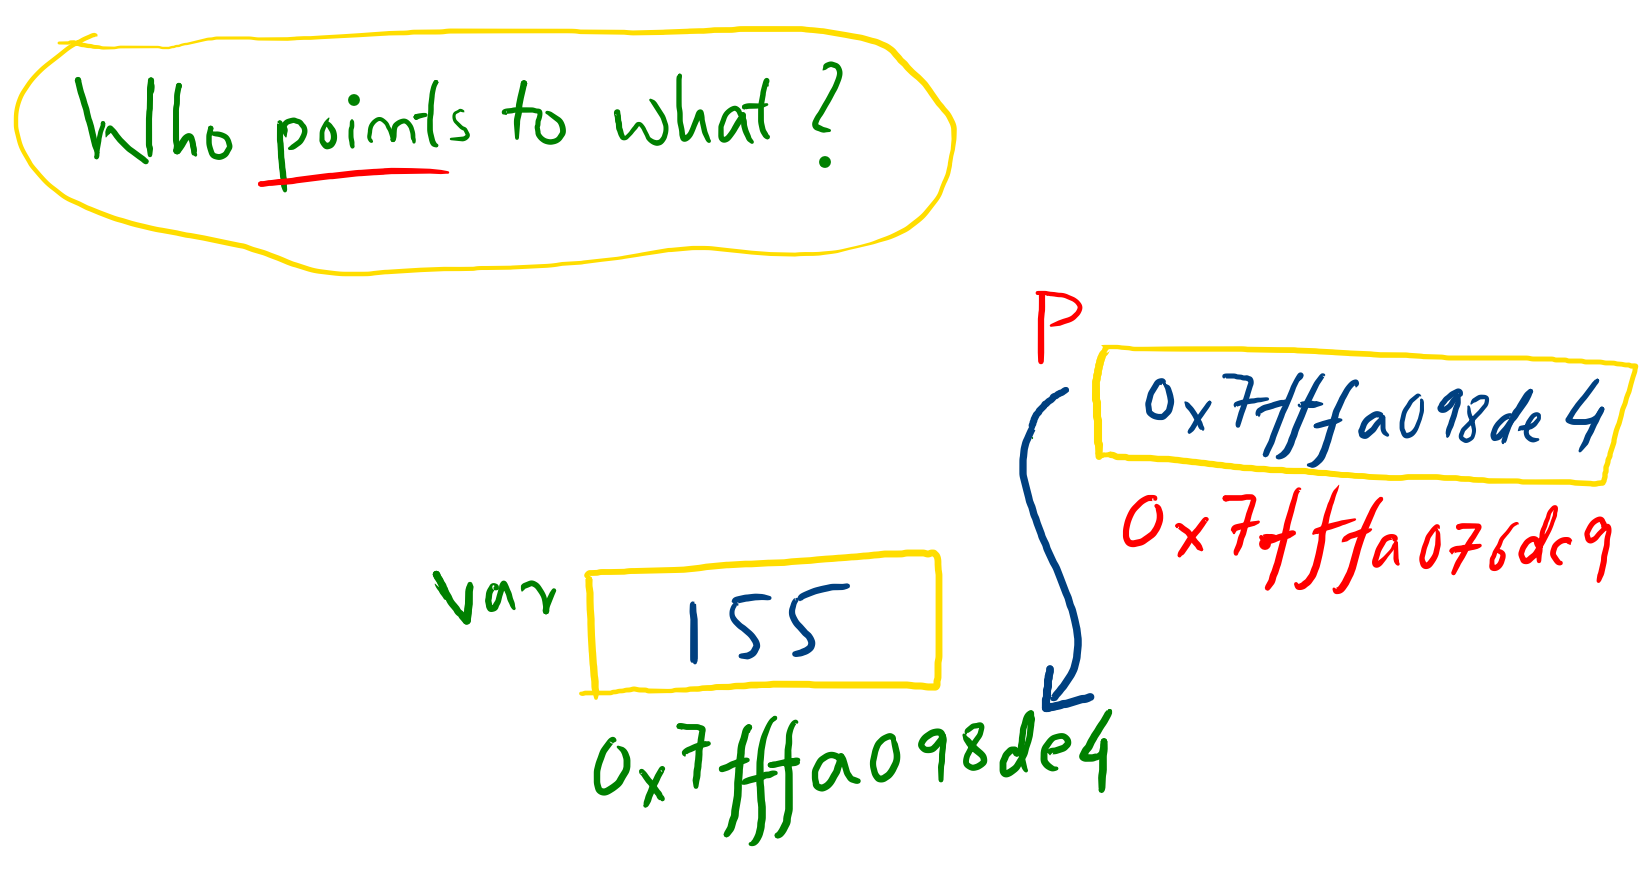 Who points to what?
P
0x7fffa098de4
0x7fffa076dc9
var
155
0x7fffa098de4